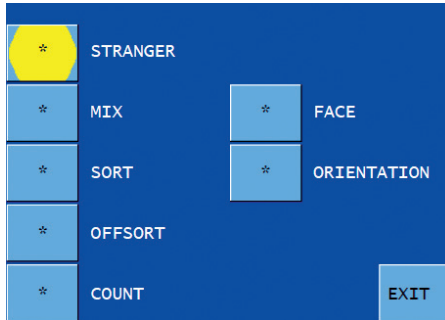 * STRANGER
* MIX * FACE
* SORT * ORIENTATION
* OFFSORT
* COUNT EXIT